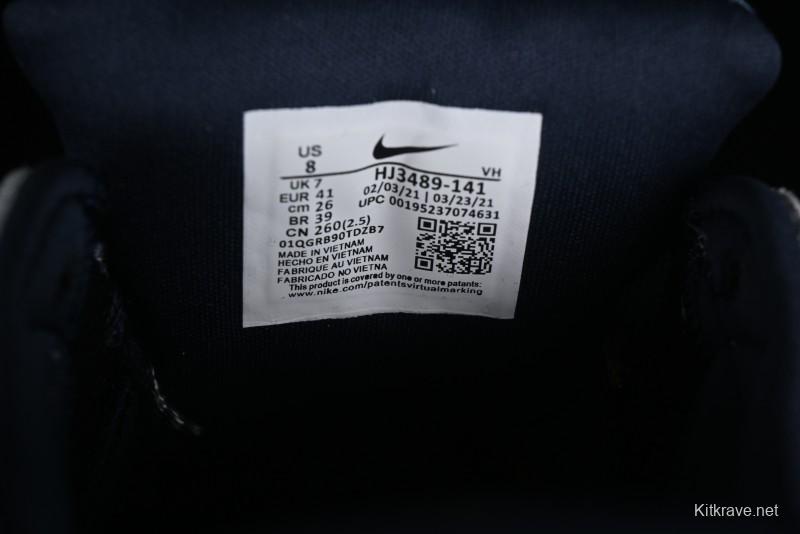 US
8
VH
UK 7
EUR 41
cm 26
BR 39
CN 260(2.5)
HJ3489-141
02/03/21 | 03/23/21
UPC 00195237074631
01QGRB90TDZB7
MADE IN VIETNAM
HECHO EN VIETNAM
FABRIQUE AU VIETNAM
FABRICADO NO VIETNA
This product is covered by one or more patents:
www.nike.com/patentsvirtualmarking
Kitkrave.net